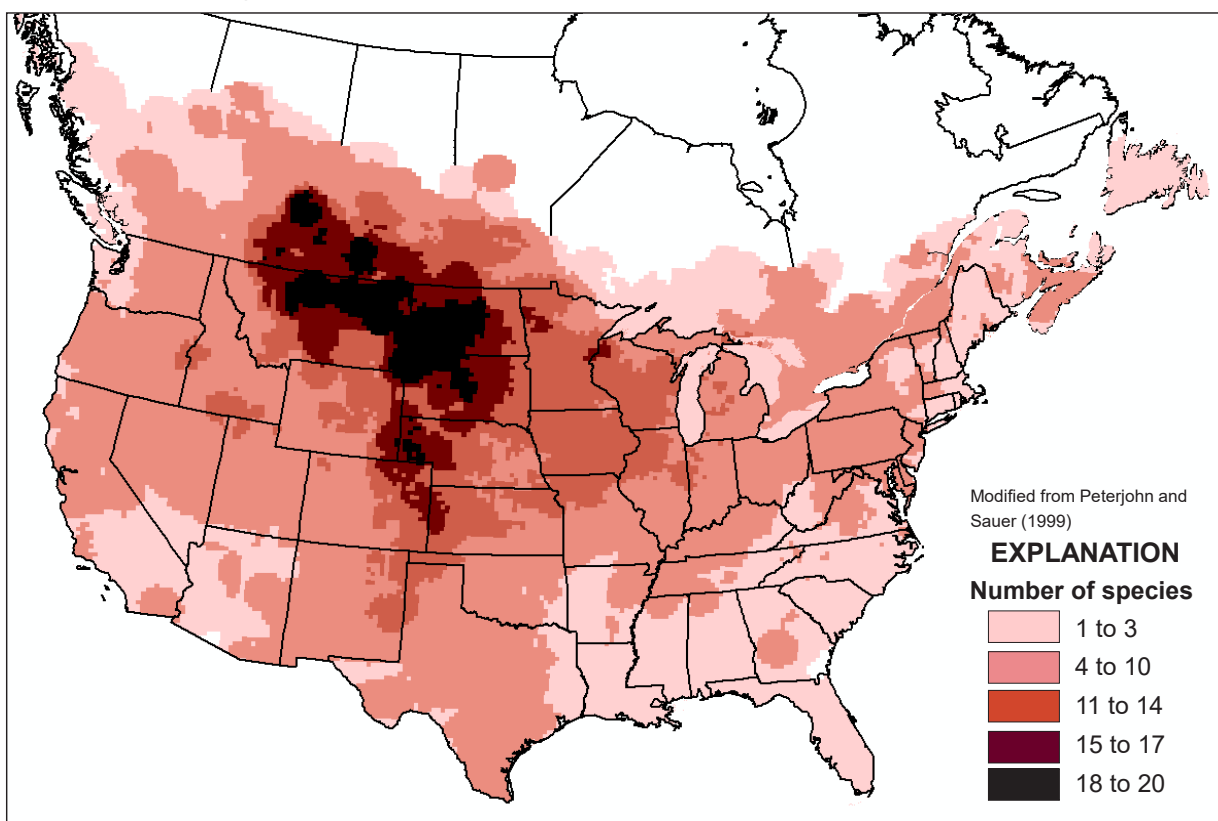 Modified from Peterjohn and
Sauer (1999)
EXPLANATION
Number of species
1 to 3
4 to 10
11 to 14
15 to 17
18 to 20